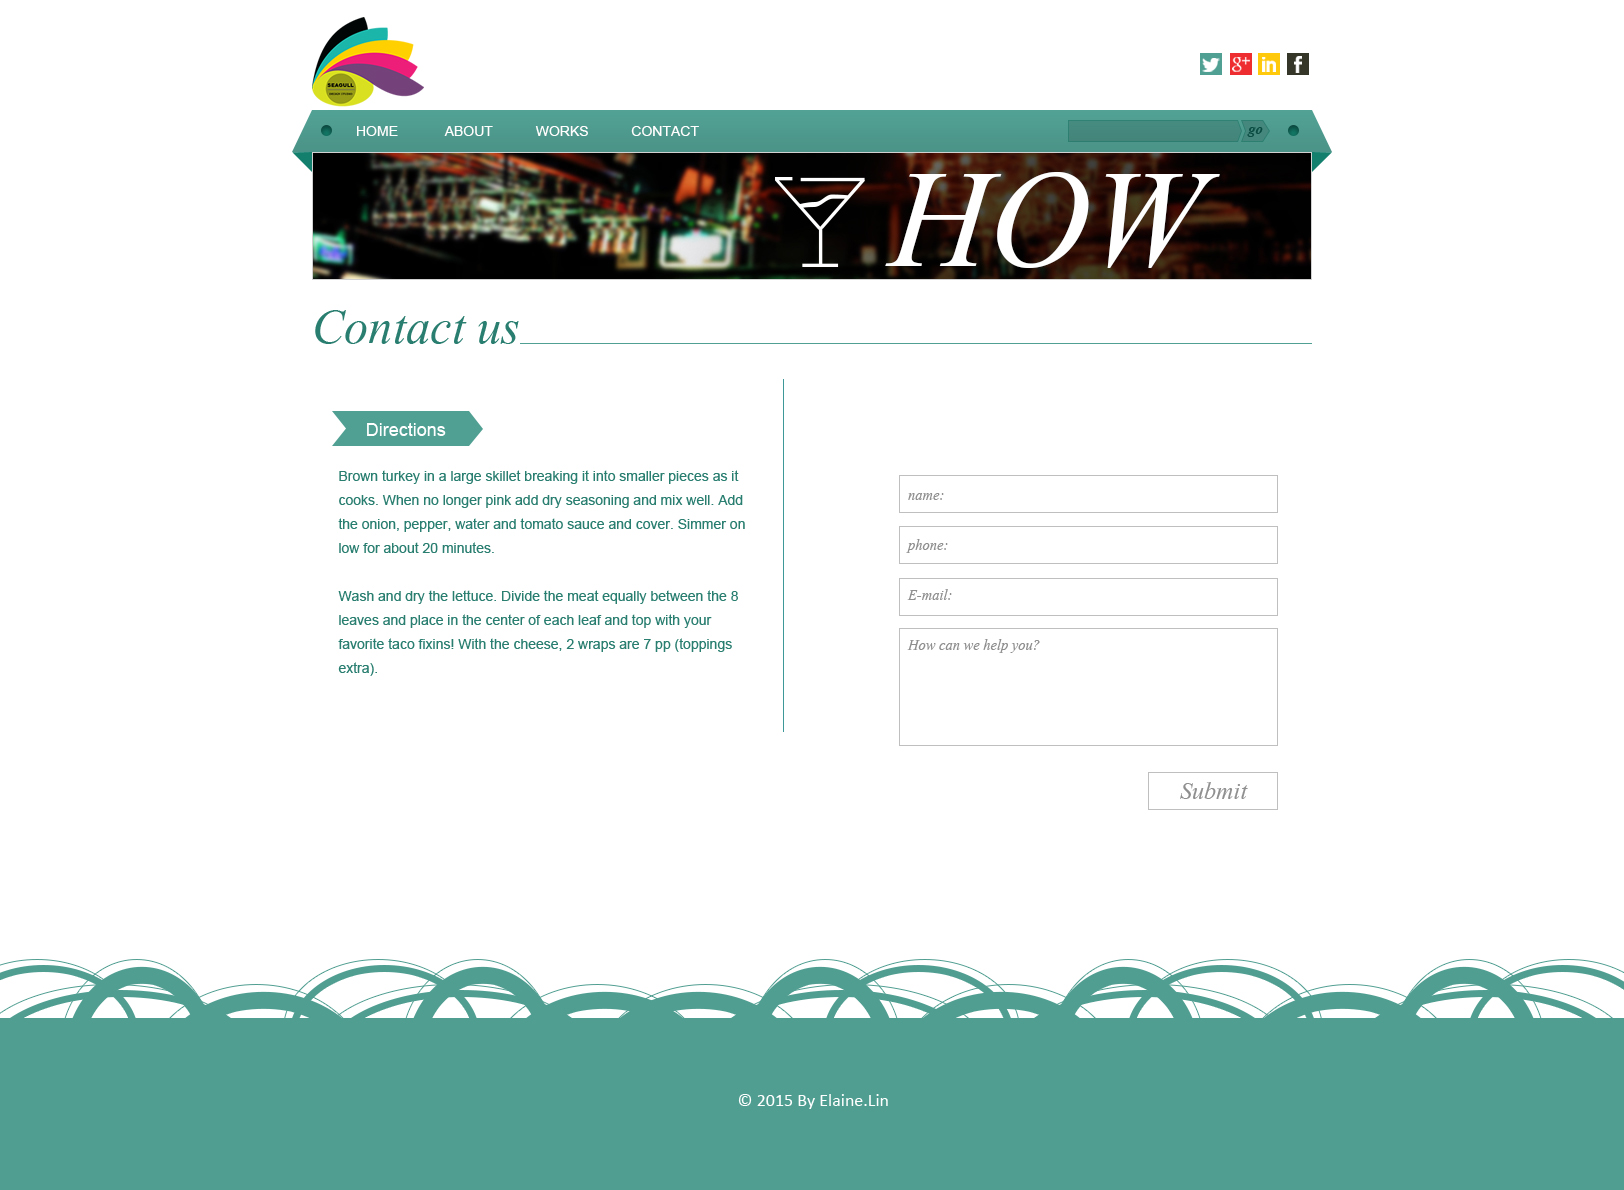 SEAGULL
HOME
ABOUT
WORKS
CONTACT
go
HOW
Contact us
Directions
Brown turkey in a large skillet breaking it into smaller pieces as it
cooks. When no longer pink add dry seasoning and mix well. Add
the onion, pepper, water and tomato sauce and cover. Simmer on
low for about 20 minutes.
Wash and dry the lettuce. Divide the meat equally between the 8
leaves and place in the center of each leaf and top with your
favorite taco fixins! With the cheese, 2 wraps are 7 pp (toppings
extra).
name:
phone:
E-mail:
How can we help you?
Submit
© 2015 By Elaine.Lin